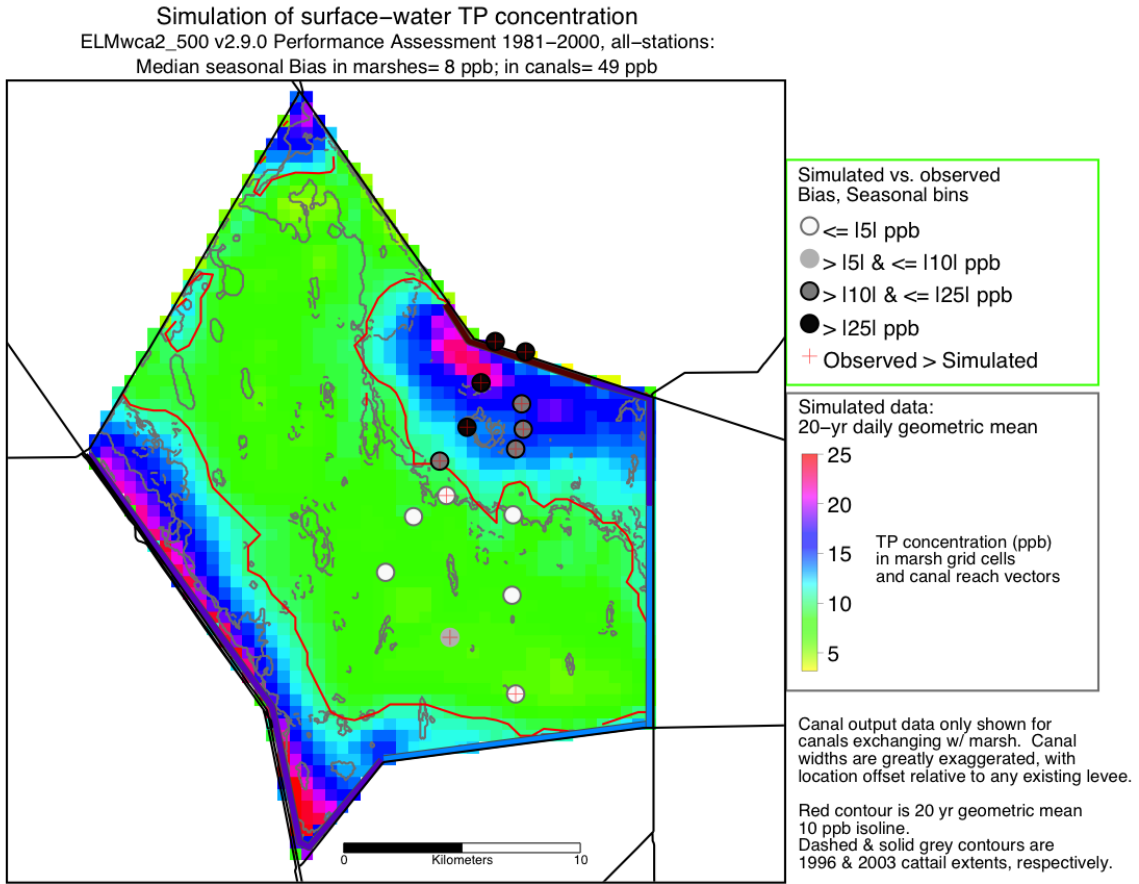 Simulation of surface−water TP concentration
ELMwca2_500 v2.9.0 Performance Assessment 1981−2000, all−stations:
Median seasonal Bias in marshes= 8 ppb; in canals= 49 ppb
Simulated vs. observed
Bias, Seasonal bins
<= |5| ppb
> |5| & <= |10| ppb
> |10| & <= |25| ppb
> |25| ppb
Observed > Simulated
Simulated data:
20−yr daily geometric mean
25
20
15
10
5
TP concentration (ppb)
in marsh grid cells
and canal reach vectors
Canal output data only shown for
canals exchanging w/ marsh.  Canal
widths are greatly exaggerated, with
location offset relative to any existing levee.
Red contour is 20 yr geometric mean
10 ppb isoline.
Dashed & solid grey contours are
1996 & 2003 cattail extents, respectively.
0 Kilometers 10